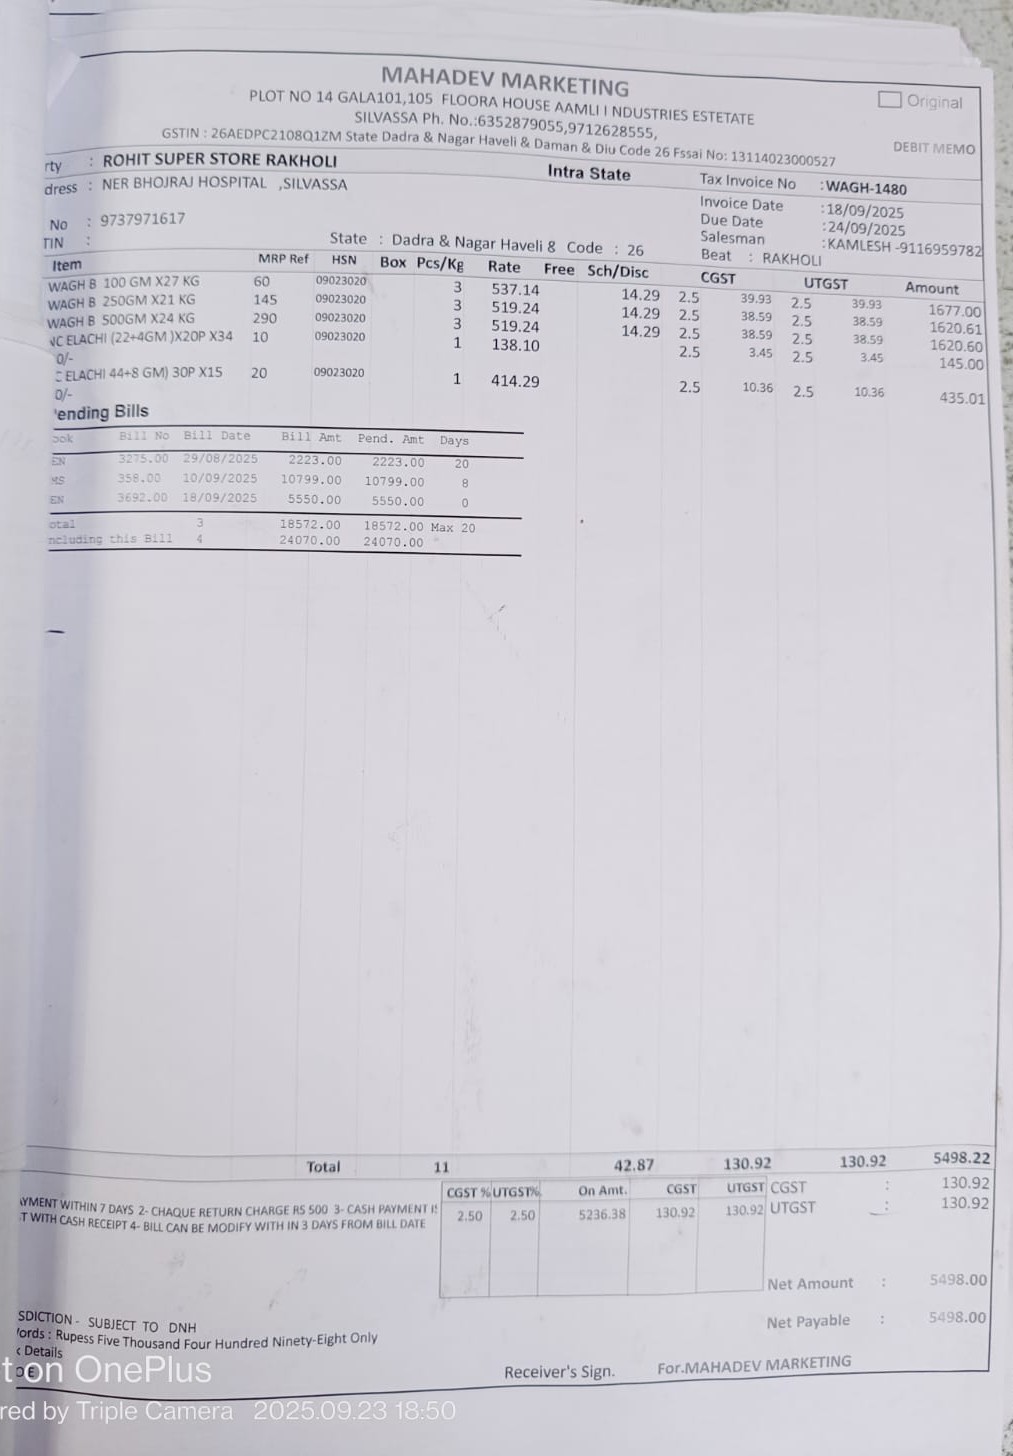 MAHADEV MARKETING
PLOT NO 14 GALA101,105 FLOORA HOUSE AAMLI I NDUSTRIES ESTETATE
Original
SILVASSA Ph. No.:6352879055,9712628555,
GSTIN : 26AEDPC2108Q1ZM State Dadra & Nagar Haveli & Daman & Diu Code 26 Fssai No: 13114023000527
DEBIT MEMO
rty : ROHIT SUPER STORE RAKHOLI
Intra State
Tax Invoice No :WAGH-1480
dress : NER BHOJRAJ HOSPITAL ,SILVASSA
Invoice Date :18/09/2025
Due Date :24/09/2025
No : 9737971617
Salesman :KAMLESH -9116959782
TIN :
State : Dadra & Nagar Haveli & Code : 26
Beat : RAKHOLI
Item MRP Ref HSN Box Pcs/Kg Rate Free Sch/Disc CGST UTGST Amount
WAGH B 100 GM X27 KG 60 09023020 3 537.14 14.29 2.5 39.93 2.5 39.93 1677.00
WAGH B 250GM X21 KG 145 09023020 3 519.24 14.29 2.5 38.59 2.5 38.59 1620.61
WAGH B 500GM X24 KG 290 09023020 3 519.24 14.29 2.5 38.59 2.5 38.59 1620.60
C ELACHI (22+4GM )X20P X34 10 09023020 1 138.10 2.5 3.45 2.5 3.45 145.00
0/-
ELACHI 44+8 GM) 30P X15 20 09023020 1 414.29 2.5 10.36 2.5 10.36 435.01
0/-
ending Bills
ook Bill No Bill Date Bill Amt Pend. Amt Days
EN 3275.00 29/08/2025 2223.00 2223.00 20
MS 358.00 10/09/2025 10799.00 10799.00 8
EN 3692.00 18/09/2025 5550.00 5550.00 0
otal 3 18572.00 18572.00 Max 20
ncluding this Bill 4 24070.00 24070.00
Total 11 42.87 130.92 130.92 5498.22
CGST % UTGST% On Amt. CGST UTGST CGST : 130.92
2.50 2.50 5236.38 130.92 130.92 UTGST : 130.92
AYMENT WITHIN 7 DAYS 2- CHAQUE RETURN CHARGE RS 500 3- CASH PAYMENT IS
T WITH CASH RECEIPT 4- BILL CAN BE MODIFY WITH IN 3 DAYS FROM BILL DATE
Net Amount : 5498.00
Net Payable : 5498.00
SDICTION - SUBJECT TO DNH
ords : Rupess Five Thousand Four Hundred Ninety-Eight Only
Details
Receiver's Sign. For.MAHADEV MARKETING
t on OnePlus
red by Triple Camera 2025.09.23 18:50